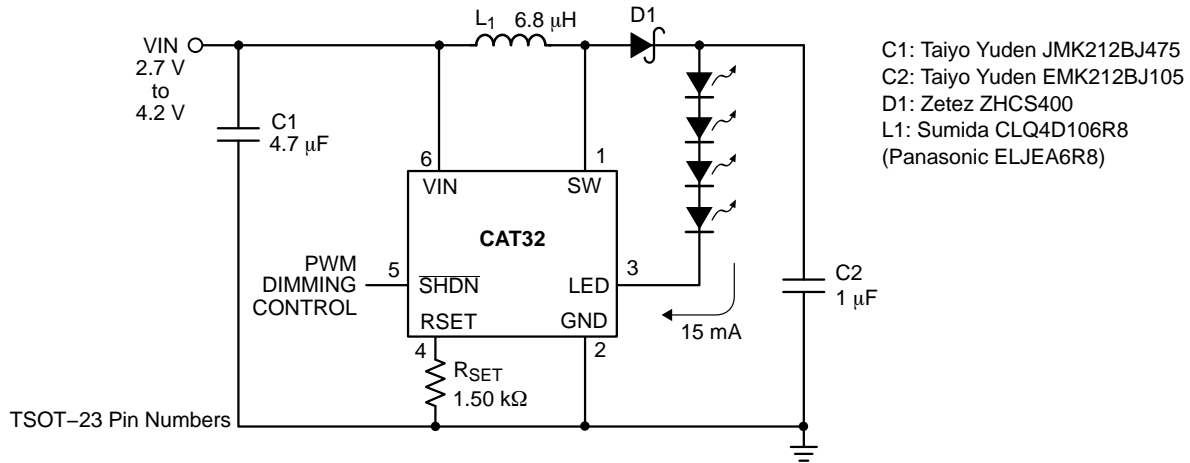 L1 6.8 μH
D1
VIN
2.7 V
to
4.2 V
C1
4.7 μF
C1: Taiyo Yuden JMK212BJ475
C2: Taiyo Yuden EMK212BJ105
D1: Zetez ZHCS400
L1: Sumida CLQ4D106R8
(Panasonic ELJEA6R8)
6
1
VIN
SW
CAT32
PWM
DIMMING
CONTROL
5
SHDN
LED
3
RSET
GND
4
2
15 mA
C2
1 μF
RSET
1.50 kΩ
TSOT–23 Pin Numbers